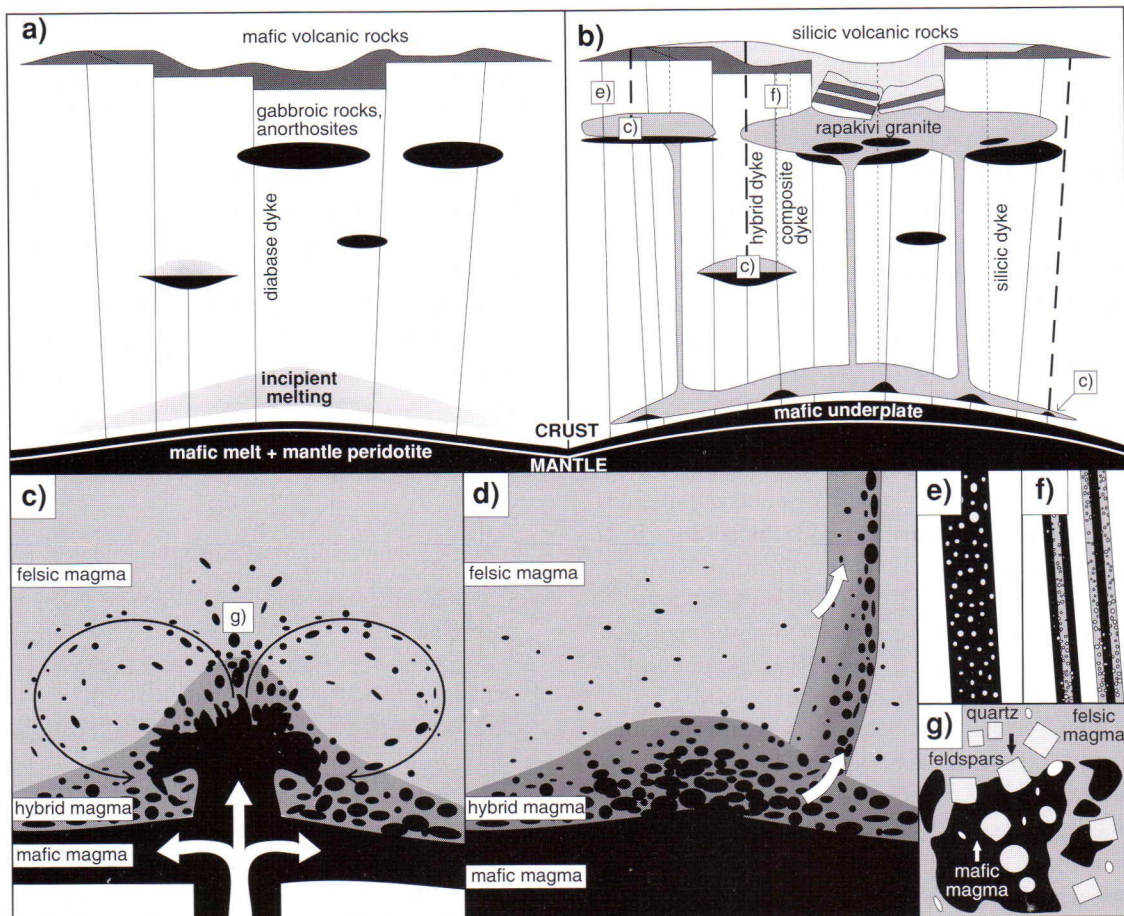 a)
mafic volcanic rocks
gabbroic rocks,
anorthosites
diabase dyke
incipient
melting
mafic melt + mantle peridotite
CRUST
MANTLE
b)
silicic volcanic rocks
e)
f)
c)
rapakivi granite
hybrid dyke
composite
dyke
c)
silicic dyke
c)
mafic underplate
c)
felsic magma
g)
hybrid magma
mafic magma
d)
felsic magma
hybrid magma
mafic magma
e)
f)
g)
quartz
felsic
magma
feldspars
mafic
magma